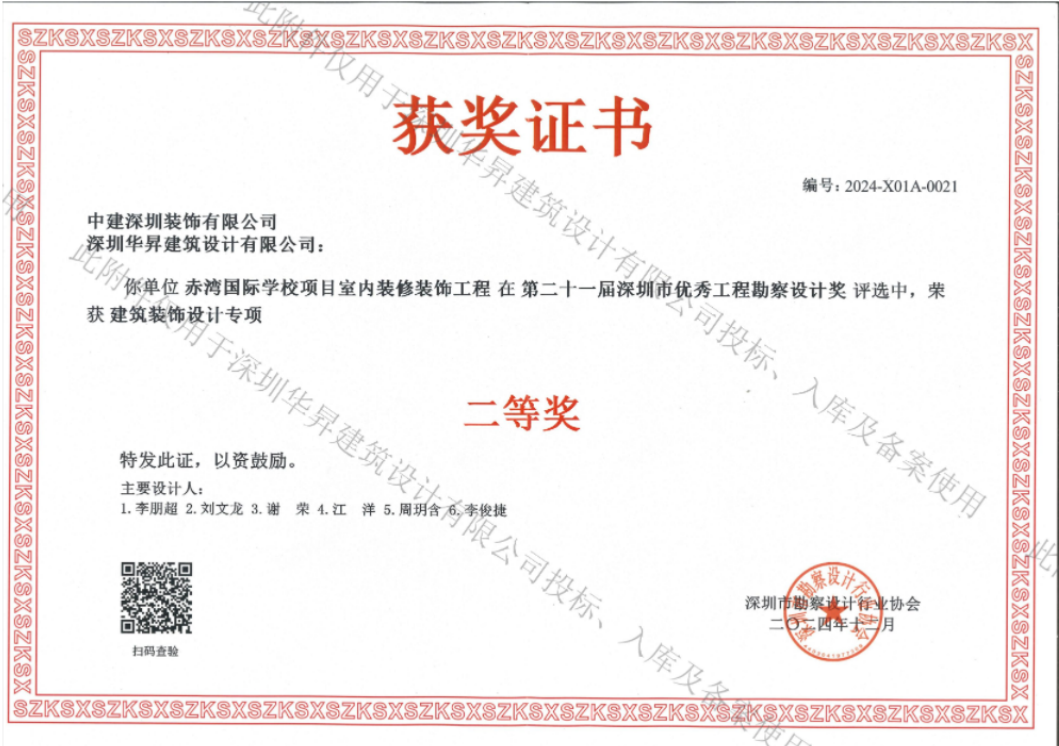 SZKSXSZKSXSZKSXSZKSXSZKSXSZKSXSZKSXSZKSXSZKSXSZKSXSZKSXSZKSX
获奖证书
编号：2024-X01A-0021
中建深圳装饰有限公司
深圳华昇建筑设计有限公司：
你单位 赤湾国际学校项目室内装修装饰工程 在 第二十一届深圳市优秀工程勘察设计奖 评选中，荣
获 建筑装饰设计专项
二等奖
特发此证，以资鼓励。
主要设计人：
1.李朋超 2.刘文龙 3.谢　荣 4.江　洋 5.周玥含 6.李俊捷
扫码查验
深圳市勘察设计行业协会
二〇二四年十二月
此附件仅用于深圳华昇建筑设计有限公司投标、入库及备案使用
此附件仅用于深圳华昇建筑设计有限公司投标、入库及备案使用